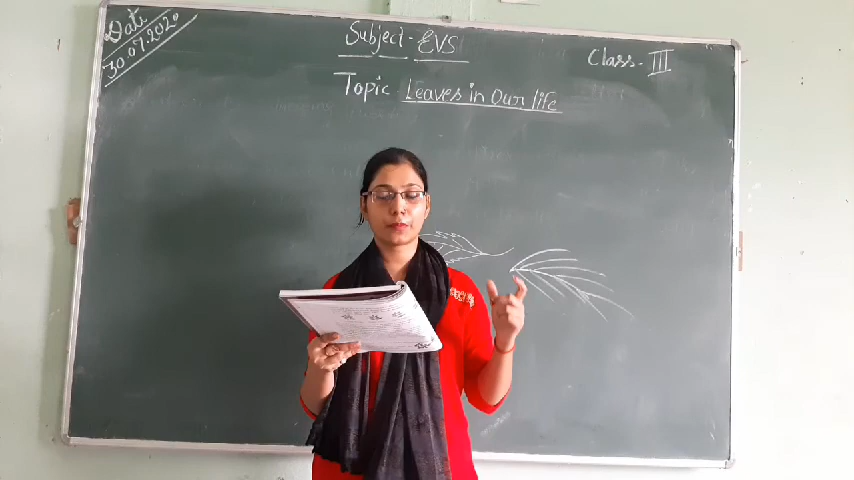 Date
30.07.2020
Subject - EVS
Class - III
Topic Leaves in Our life